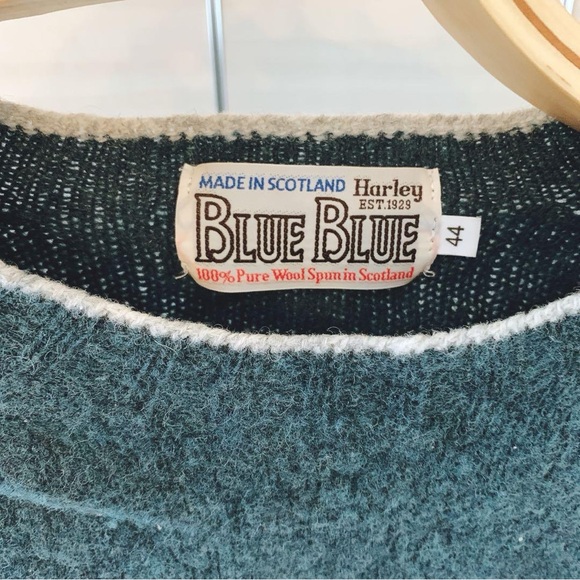 MADE IN SCOTLAND Harley
EST.1929
BLUE BLUE
100% Pure Wool Spun in Scotland
44